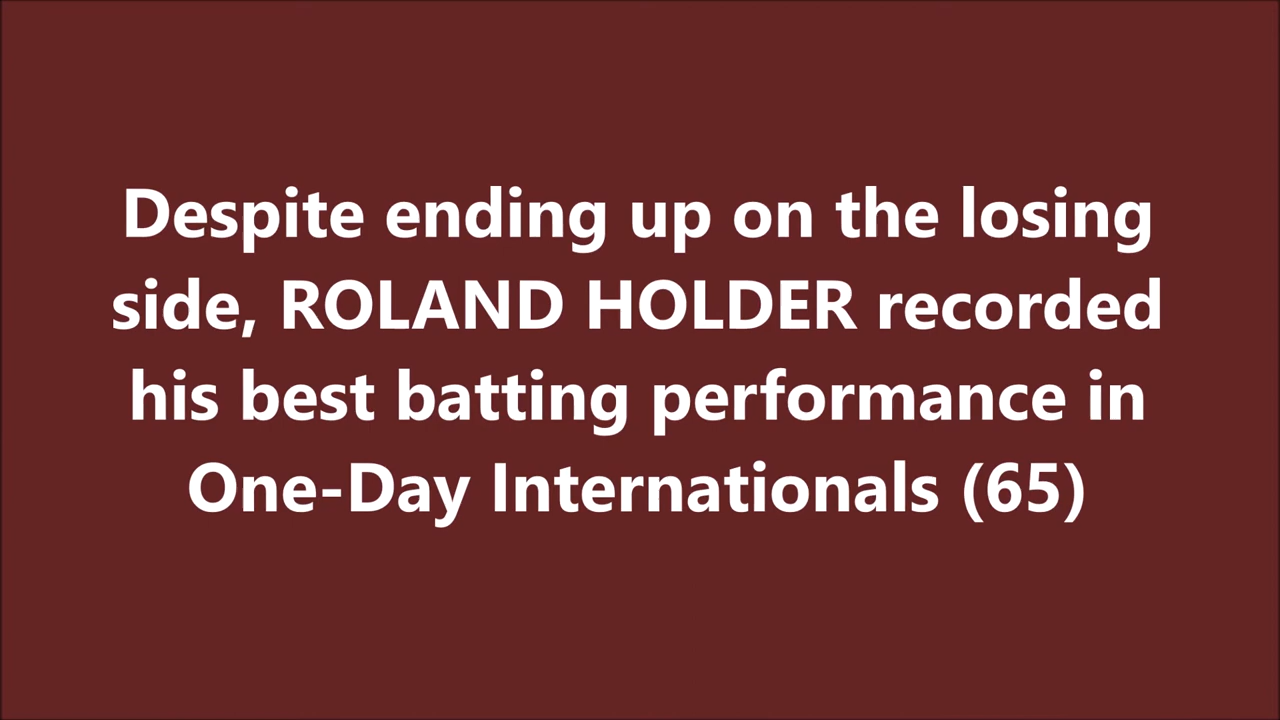 Despite ending up on the losing
side, ROLAND HOLDER recorded
his best batting performance in
One-Day Internationals (65)